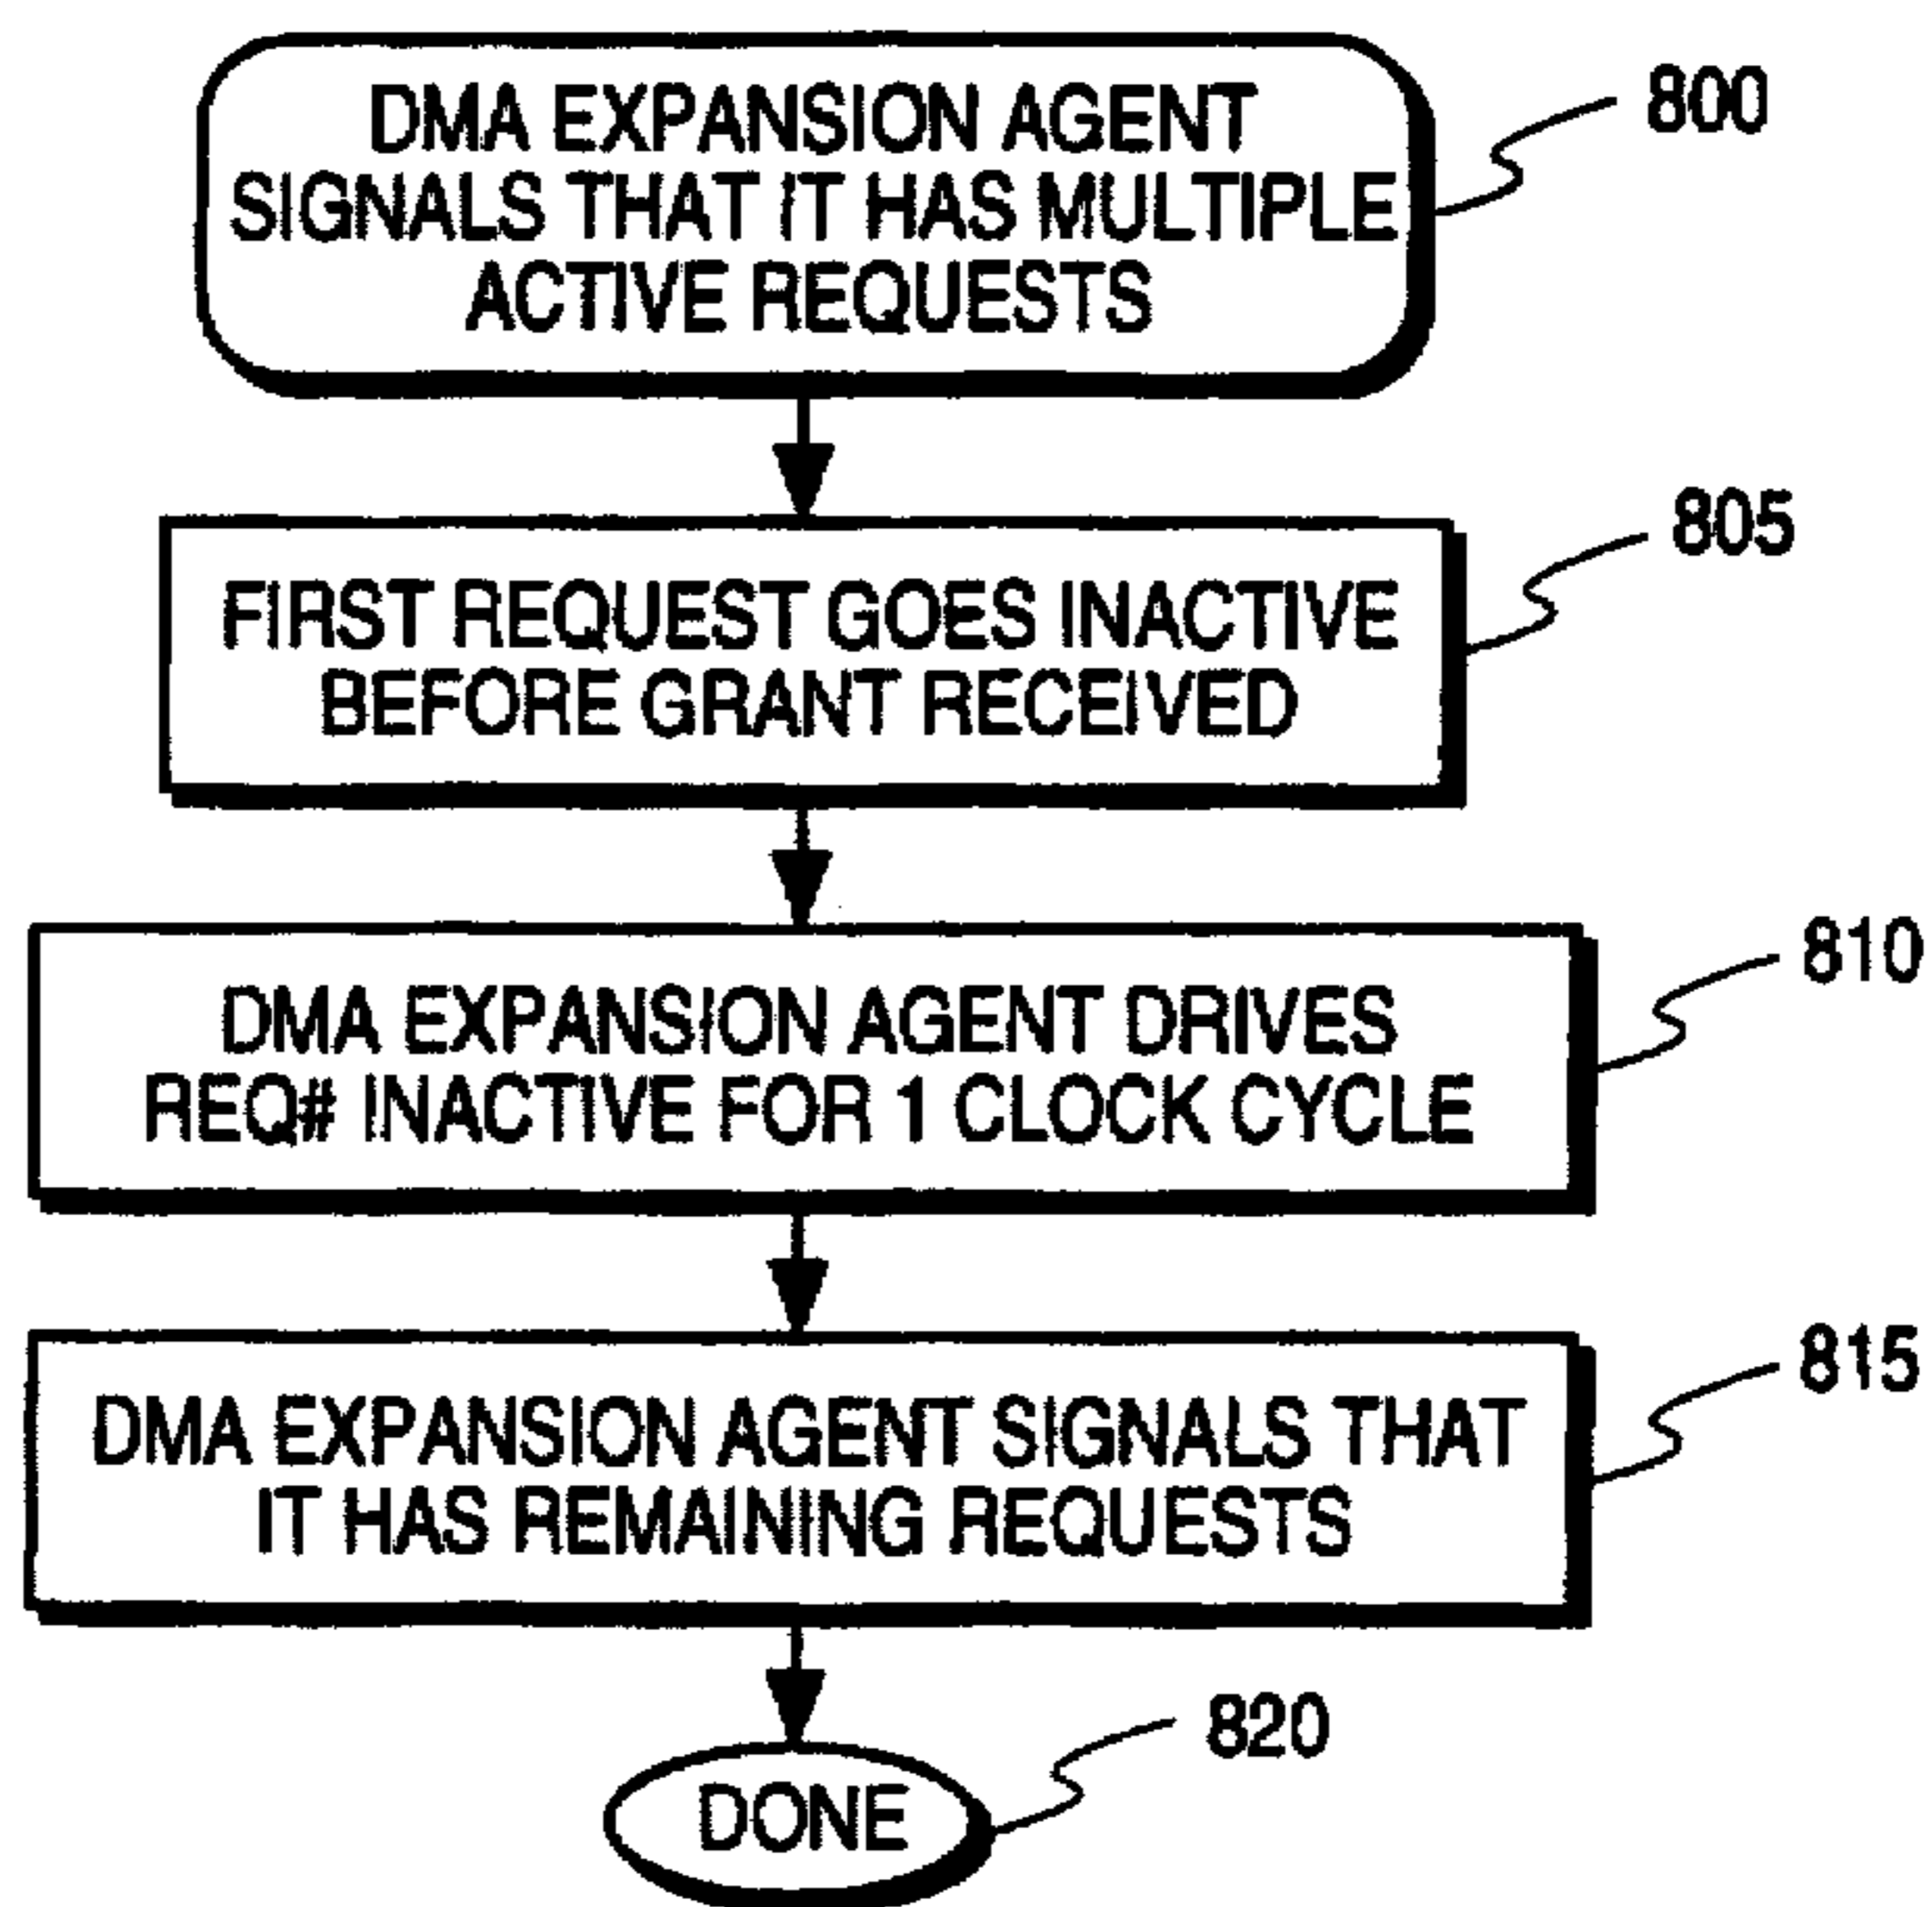 DMA EXPANSION AGENT
SIGNALS THAT IT HAS MULTIPLE
ACTIVE REQUESTS
800
FIRST REQUEST GOES INACTIVE
BEFORE GRANT RECEIVED
805
DMA EXPANSION AGENT DRIVES
REQ# INACTIVE FOR 1 CLOCK CYCLE
810
DMA EXPANSION AGENT SIGNALS THAT
IT HAS REMAINING REQUESTS
815
DONE
820